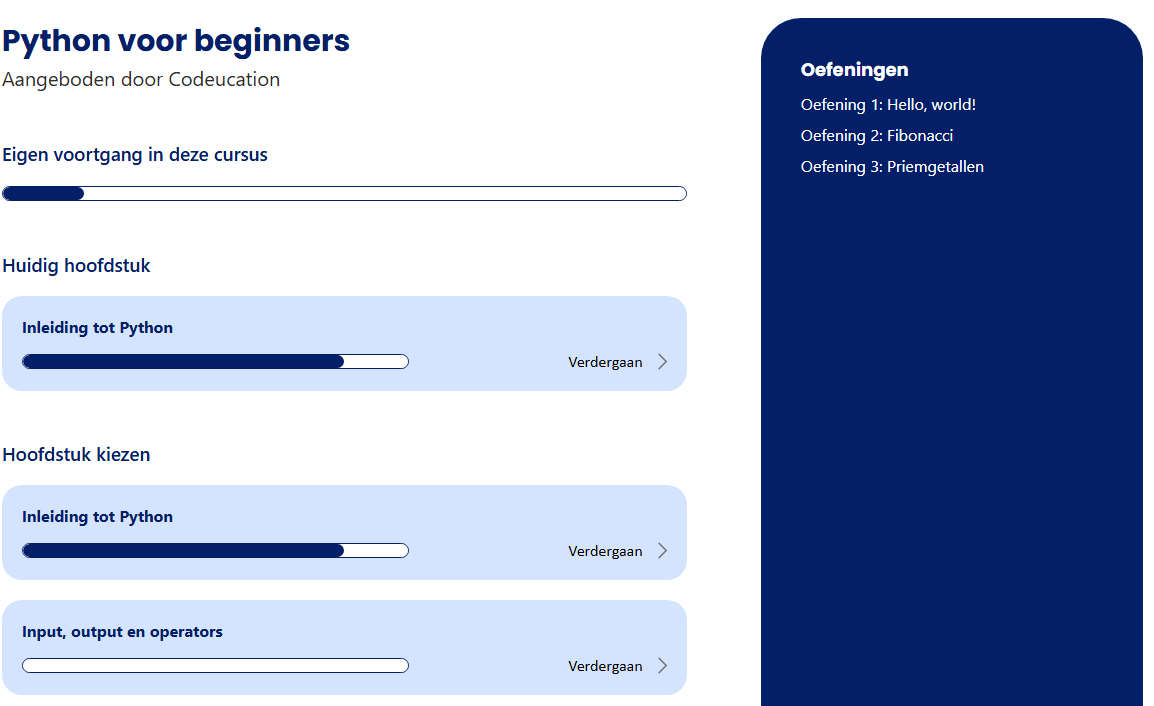 Python voor beginners
Aangeboden door Codeucation
Eigen voortgang in deze cursus
Huidig hoofdstuk
Inleiding tot Python
Verdergaan
Hoofdstuk kiezen
Inleiding tot Python
Verdergaan
Input, output en operators
Verdergaan
Oefeningen
Oefening 1: Hello, world!
Oefening 2: Fibonacci
Oefening 3: Priemgetallen